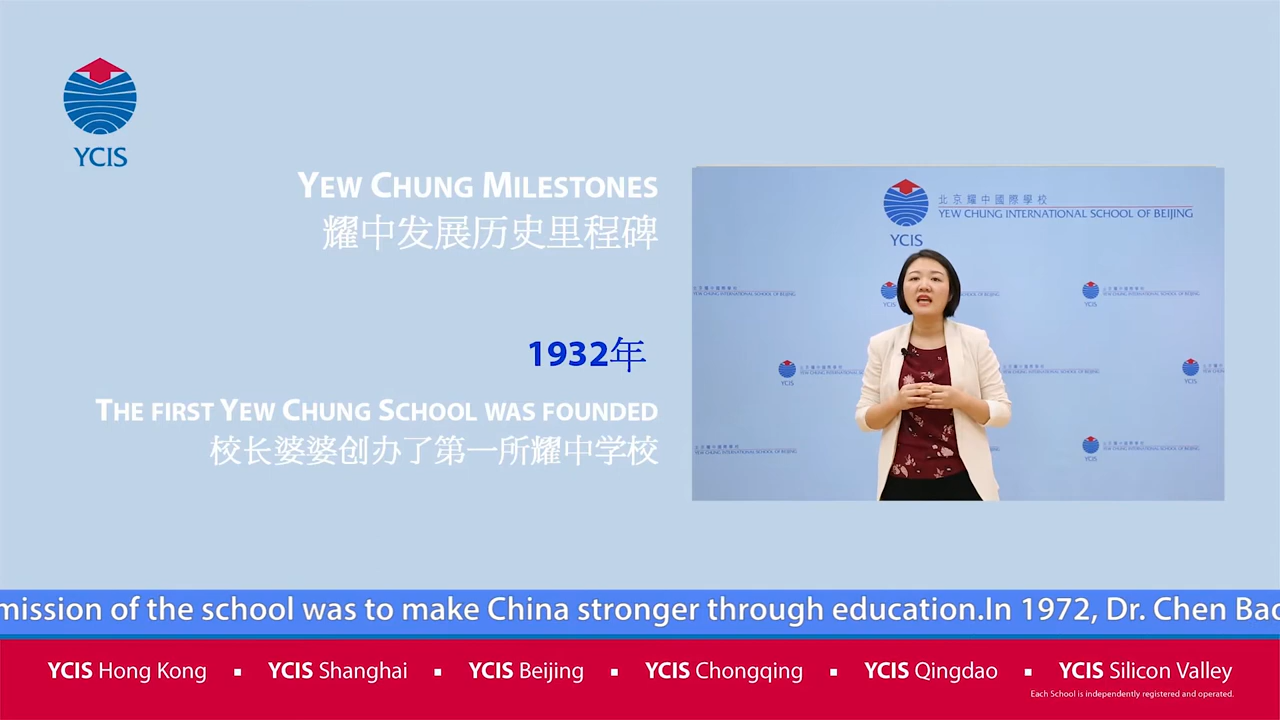 YCIS
YEW CHUNG MILESTONES
耀中发展历史里程碑
1932年
THE FIRST YEW CHUNG SCHOOL WAS FOUNDED
校长婆婆创办了第一所耀中学校
北京耀中國際學校
YEW CHUNG INTERNATIONAL SCHOOL OF BEIJING
YCIS
mission of the school was to make China stronger through education.In 1972, Dr. Chen Bao
YCIS Hong Kong ▪ YCIS Shanghai ▪ YCIS Beijing ▪ YCIS Chongqing ▪ YCIS Qingdao ▪ YCIS Silicon Valley
Each School is independently registered and operated.